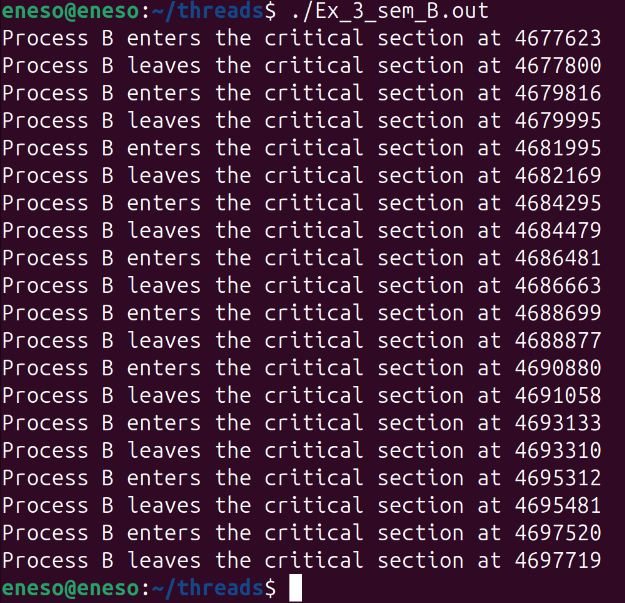 eneso@eneso:~/threads$ ./Ex_3_sem_B.out
Process B enters the critical section at 4677623
Process B leaves the critical section at 4677800
Process B enters the critical section at 4679816
Process B leaves the critical section at 4679995
Process B enters the critical section at 4681995
Process B leaves the critical section at 4682169
Process B enters the critical section at 4684295
Process B leaves the critical section at 4684479
Process B enters the critical section at 4686481
Process B leaves the critical section at 4686663
Process B enters the critical section at 4688699
Process B leaves the critical section at 4688877
Process B enters the critical section at 4690880
Process B leaves the critical section at 4691058
Process B enters the critical section at 4693133
Process B leaves the critical section at 4693310
Process B enters the critical section at 4695312
Process B leaves the critical section at 4695481
Process B enters the critical section at 4697520
Process B leaves the critical section at 4697719
eneso@eneso:~/threads$